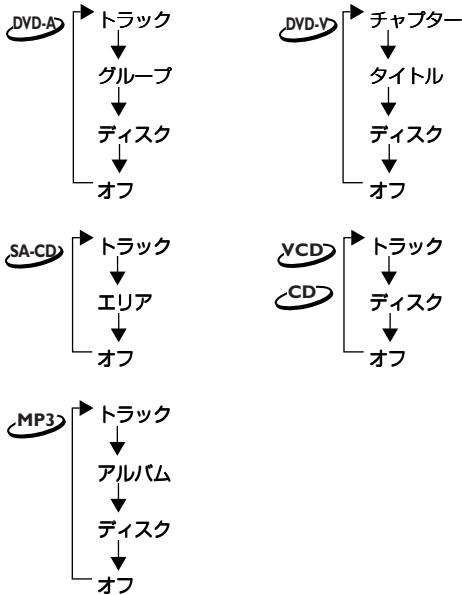 DVD-A
トラック
グループ
ディスク
オフ
DVD-V
チャプター
タイトル
ディスク
オフ
SA-CD
トラック
エリア
オフ
VCD
CD
トラック
ディスク
オフ
MP3
トラック
アルバム
ディスク
オフ